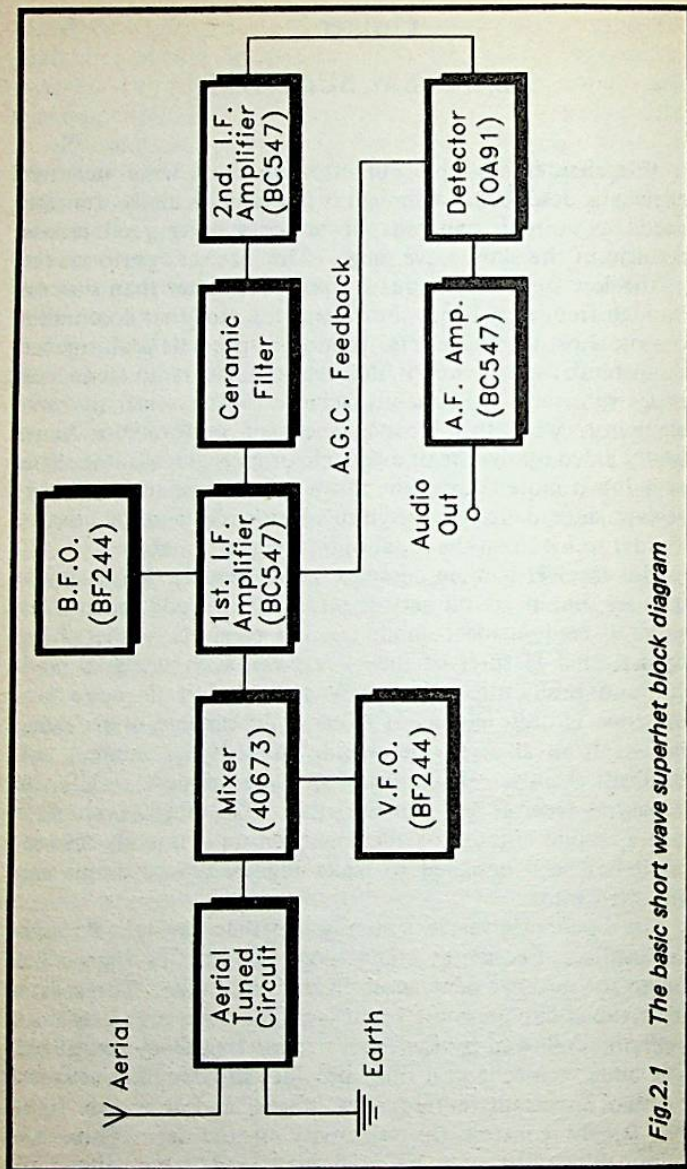 Aerial
Earth
Aerial
Tuned
Circuit
Mixer
(40673)
V.F.O.
(BF244)
B.F.O.
(BF244)
1st I.F.
Amplifier
(BC547)
Ceramic
Filter
2nd. I.F.
Amplifier
(BC547)
A.G.C. Feedback
Detector
(OA91)
A.F. Amp.
(BC547)
Audio
Out
Fig.2.1 The basic short wave superhet block diagram